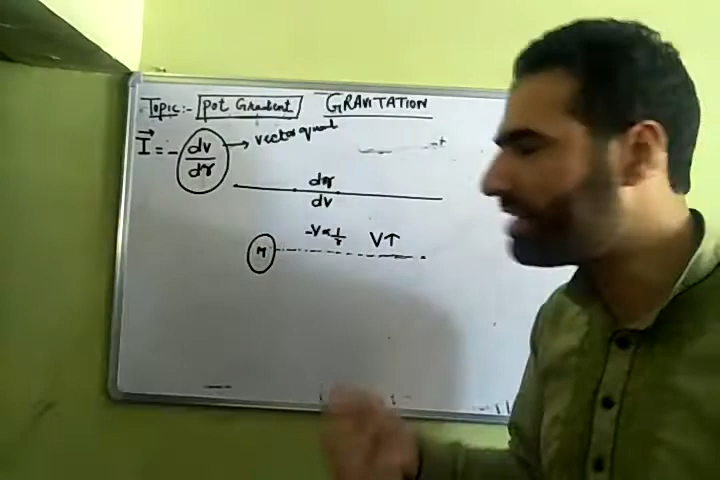 Topic:- Pot Gradient GRAVITATION
I⃗ = - dv/dr → vector quant
dr
dv
-V∝1/r V↑
M